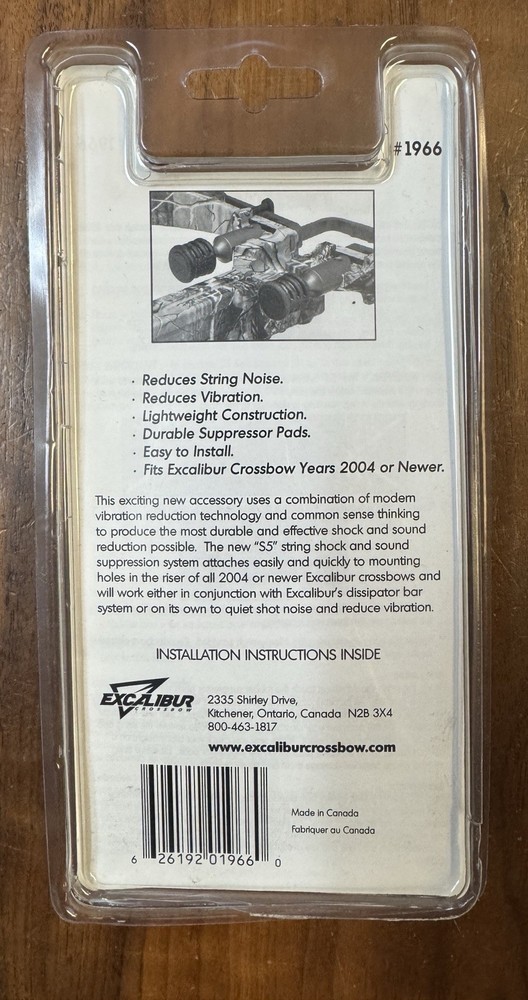 #1966
· Reduces String Noise.
· Reduces Vibration.
· Lightweight Construction.
· Durable Suppressor Pads.
· Easy to Install.
· Fits Excalibur Crossbow Years 2004 or Newer.
This exciting new accessory uses a combination of modern
vibration reduction technology and common sense thinking
to produce the most durable and effective shock and sound
reduction possible. The new "S5" string shock and sound
suppression system attaches easily and quickly to mounting
holes in the riser of all 2004 or newer Excalibur crossbows and
will work either in conjunction with Excalibur's dissipator bar
system or on its own to quiet shot noise and reduce vibration.
INSTALLATION INSTRUCTIONS INSIDE
EXCALIBUR
CROSSBOW
2335 Shirley Drive,
Kitchener, Ontario, Canada N2B 3X4
800-463-1817
www.excaliburcrossbow.com
Made in Canada
Fabriquer au Canada
6 26192 01966 0